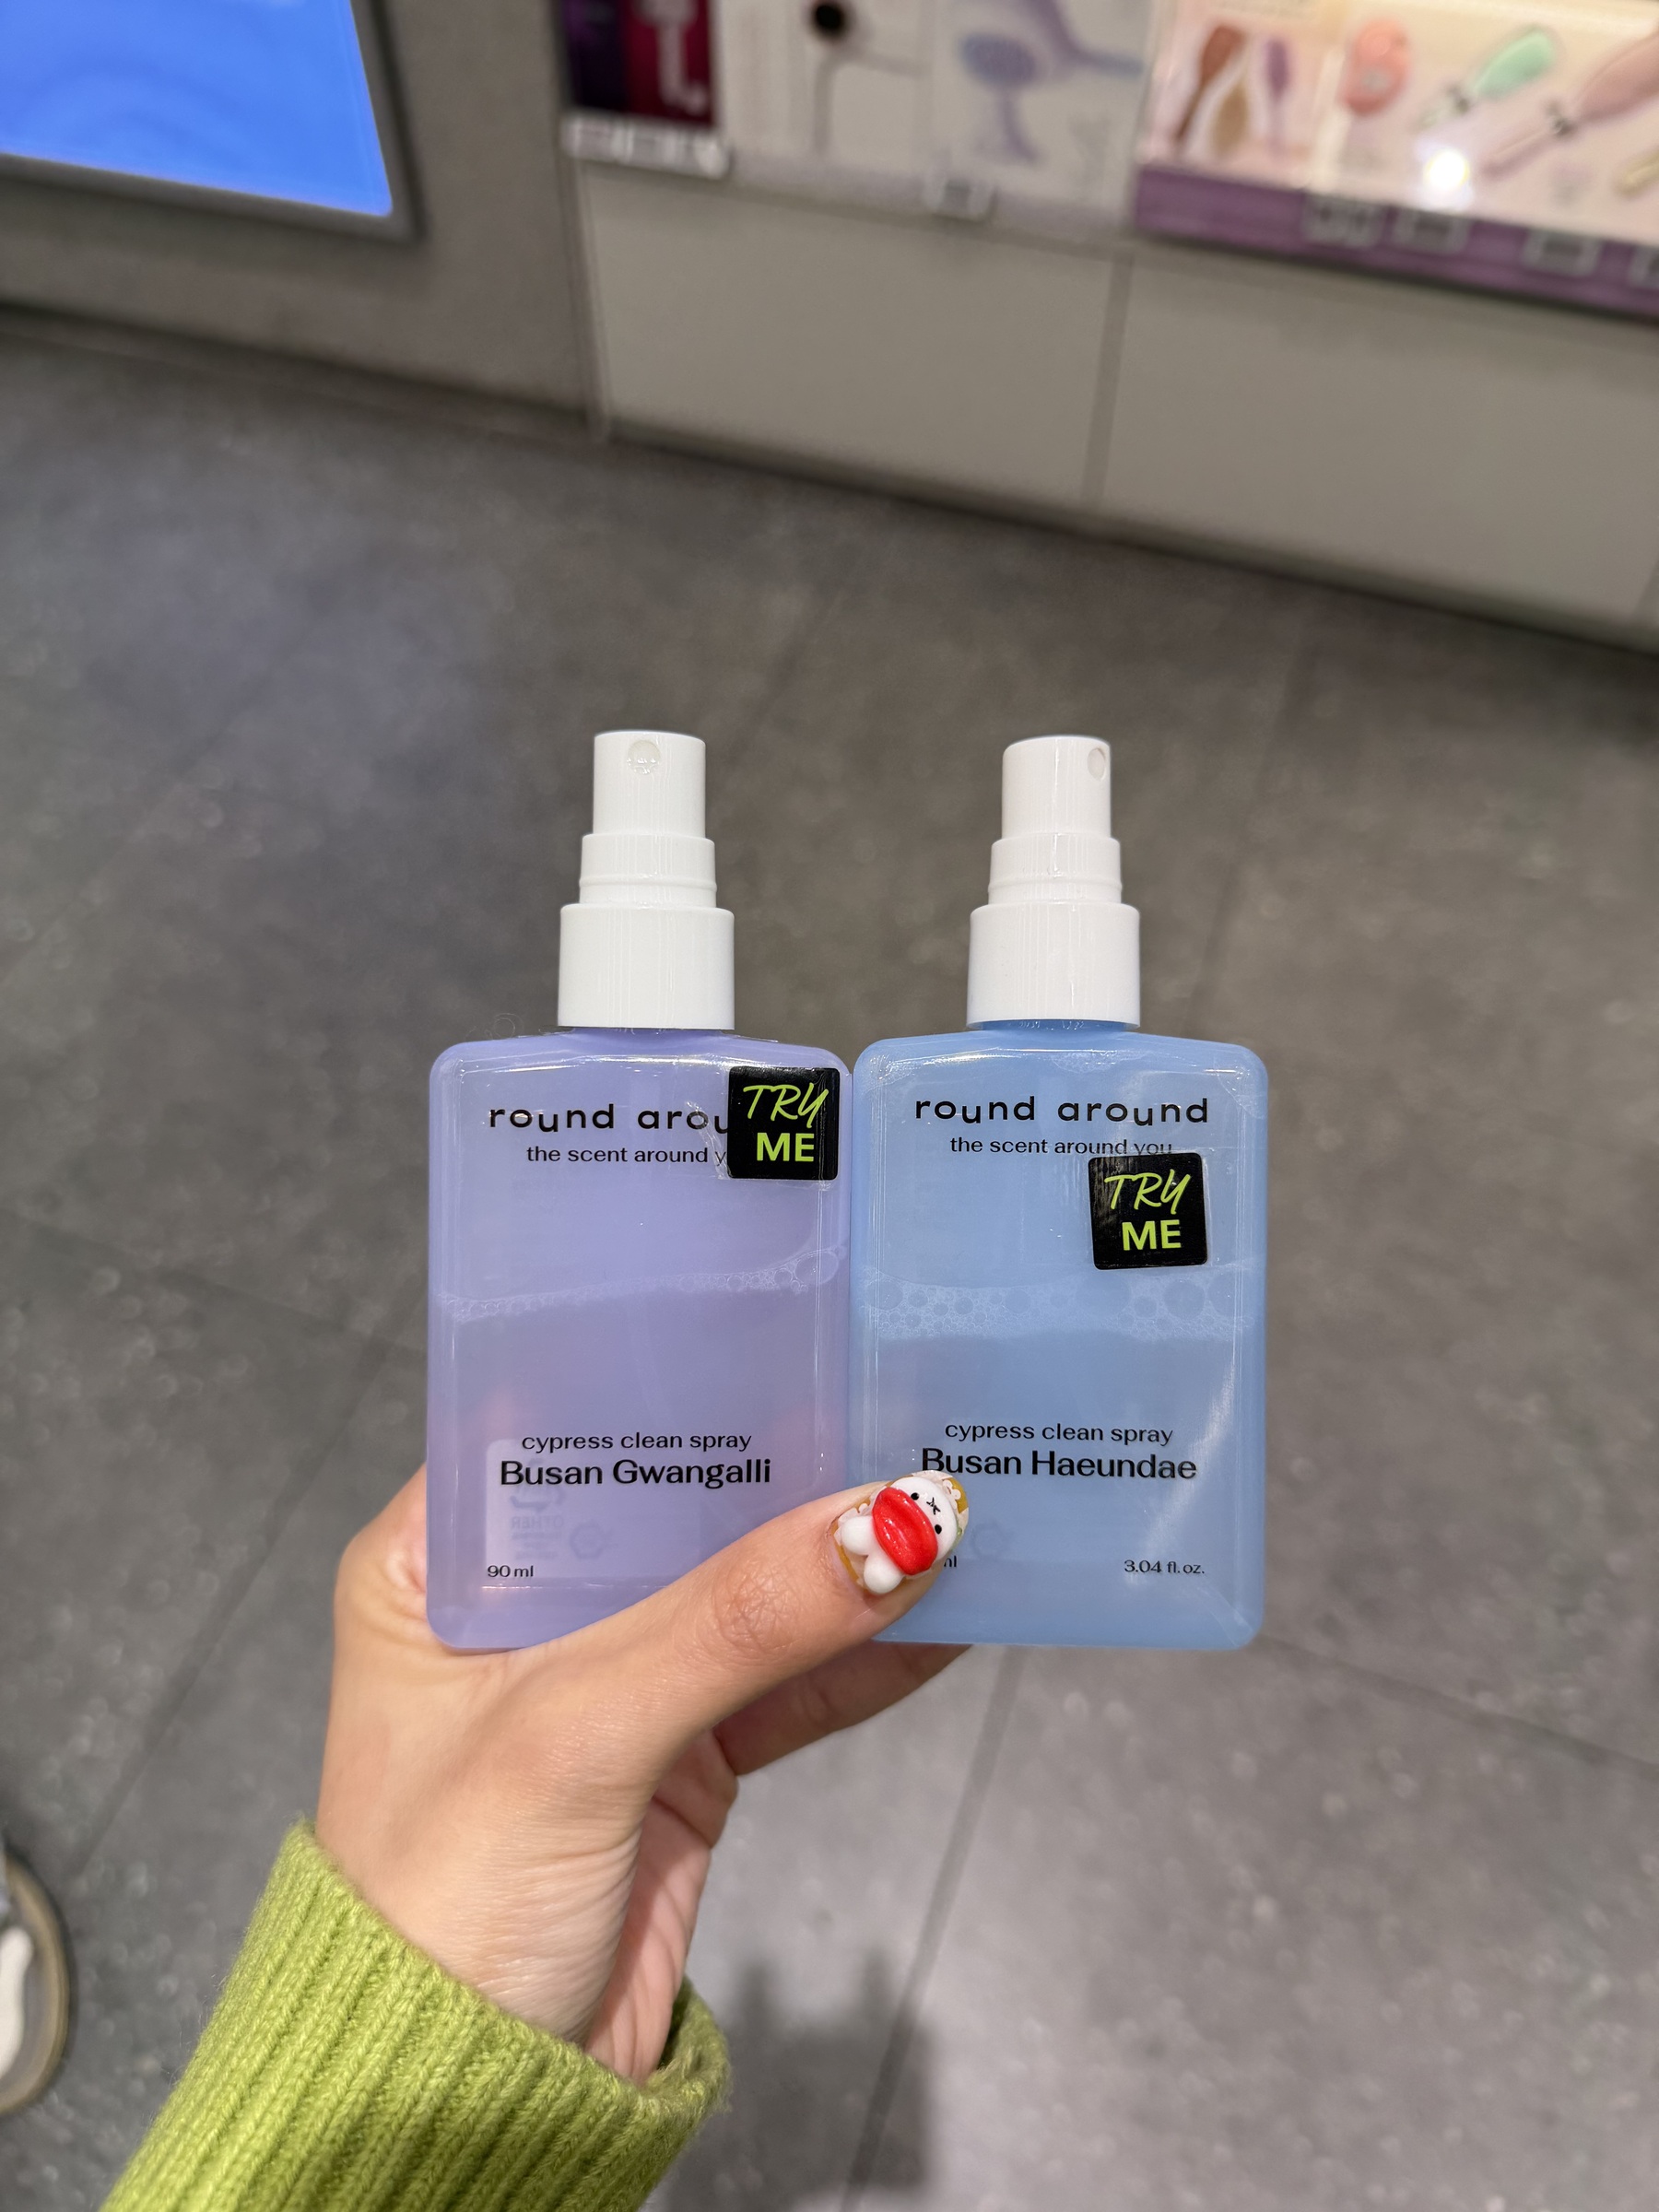 round arou
the scent around y
TRY
ME
cypress clean spray
Busan Gwangalli
90 ml
round around
the scent around you
TRY
ME
cypress clean spray
Busan Haeundae
ml
3.04 fl. oz.